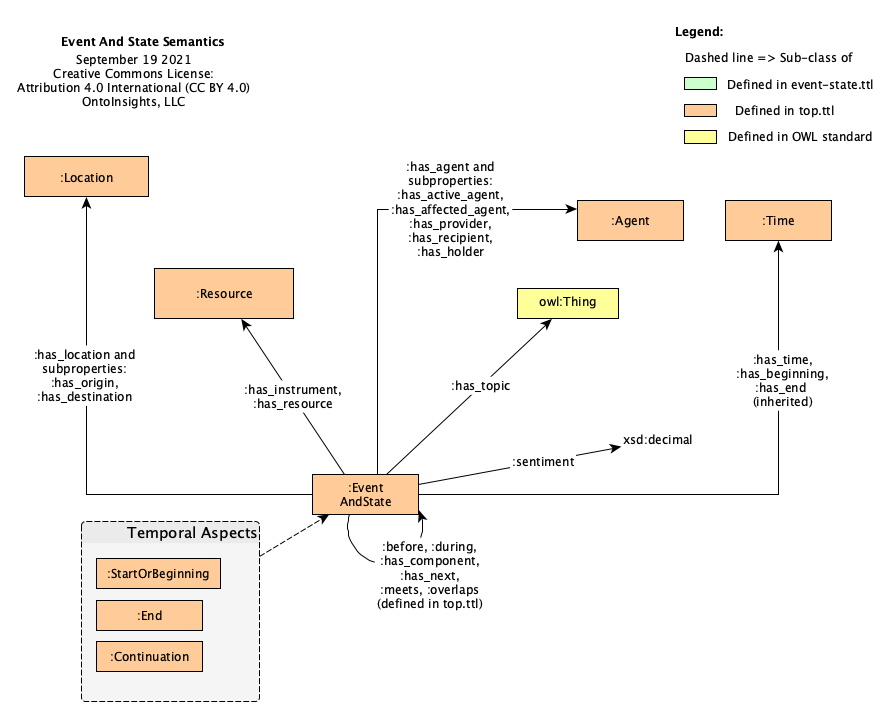 Event And State Semantics
September 19 2021
Creative Commons License:
Attribution 4.0 International (CC BY 4.0)
OntoInsights, LLC
Legend:
Dashed line => Sub-class of
Defined in event-state.ttl
Defined in top.ttl
Defined in OWL standard
:Location
:has_agent and
subproperties:
:has_active_agent,
:has_affected_agent,
:has_provider,
:has_recipient,
:has_holder
:Agent
:Time
:Resource
owl:Thing
:has_location and
subproperties:
:has_origin,
:has_destination
:has_instrument,
:has_resource
:has_topic
:has_time,
:has_beginning,
:has_end
(inherited)
:sentiment
xsd:decimal
:Event
AndState
:before, :during,
:has_component,
:has_next,
:meets, :overlaps
(defined in top.ttl)
Temporal Aspects
:StartOrBeginning
:End
:Continuation